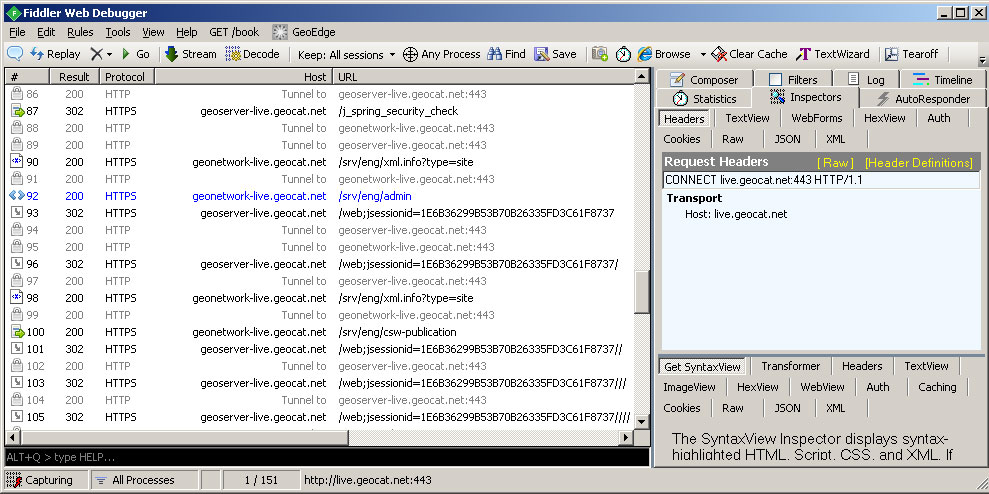 Fiddler Web Debugger
File Edit Rules Tools View Help GET /book GeoEdge
Replay Go Stream Decode Keep: All sessions Any Process Find Save Browse Clear Cache TextWizard Tearoff
# Result Protocol Host URL
86 200 HTTP Tunnel to geoserver-live.geocat.net:443
87 302 HTTPS geoserver-live.geocat.net /j_spring_security_check
88 200 HTTP Tunnel to geonetwork-live.geocat.net:443
89 200 HTTP Tunnel to geoserver-live.geocat.net:443
90 200 HTTPS geonetwork-live.geocat.net /srv/eng/xml.info?type=site
91 200 HTTP Tunnel to geonetwork-live.geocat.net:443
92 200 HTTPS geonetwork-live.geocat.net /srv/eng/admin
93 302 HTTPS geoserver-live.geocat.net /web;jsessionid=1E6B36299B53B70B26335FD3C61F8737
94 200 HTTP Tunnel to geoserver-live.geocat.net:443
95 200 HTTP Tunnel to geonetwork-live.geocat.net:443
96 302 HTTPS geoserver-live.geocat.net /web;jsessionid=1E6B36299B53B70B26335FD3C61F8737/
97 200 HTTP Tunnel to geoserver-live.geocat.net:443
98 200 HTTPS geonetwork-live.geocat.net /srv/eng/xml.info?type=site
99 200 HTTP Tunnel to geonetwork-live.geocat.net:443
100 200 HTTPS geonetwork-live.geocat.net /srv/eng/csw-publication
101 302 HTTPS geoserver-live.geocat.net /web;jsessionid=1E6B36299B53B70B26335FD3C61F8737//
102 200 HTTP Tunnel to geoserver-live.geocat.net:443
103 302 HTTPS geoserver-live.geocat.net /web;jsessionid=1E6B36299B53B70B26335FD3C61F8737///
104 200 HTTP Tunnel to geoserver-live.geocat.net:443
105 302 HTTPS geoserver-live.geocat.net /web;jsessionid=1E6B36299B53B70B26335FD3C61F8737////
ALT+Q > type HELP...
Composer Filters Log Timeline
Statistics Inspectors AutoResponder
Headers TextView WebForms HexView Auth
Cookies Raw JSON XML
Request Headers [ Raw ] [Header Definitions]
CONNECT live.geocat.net:443 HTTP/1.1
Transport
Host: live.geocat.net
Get SyntaxView Transformer Headers TextView
ImageView HexView WebView Auth Caching
Cookies Raw JSON XML
The SyntaxView Inspector displays syntax-
highlighted HTML, Script, CSS, and XML. If
Capturing All Processes 1 / 151 http://live.geocat.net:443